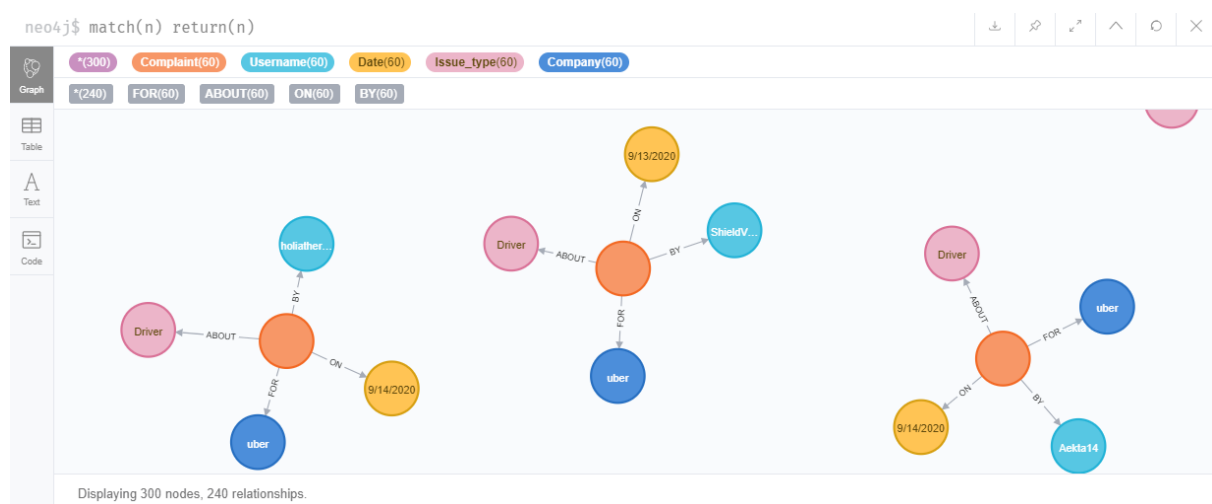 neo4j$ match(n) return(n)
*(300) Complaint(60) Username(60) Date(60) Issue_type(60) Company(60)
Graph
*(240) FOR(60) ABOUT(60) ON(60) BY(60)
Table
A
Text
Code
holiather...
BY
Driver
ABOUT
ON
9/14/2020
FOR
uber
9/13/2020
ON
ShieldV...
BY
Driver
ABOUT
FOR
uber
Driver
ABOUT
uber
FOR
ON
9/14/2020
BY
Aekta14
Displaying 300 nodes, 240 relationships.